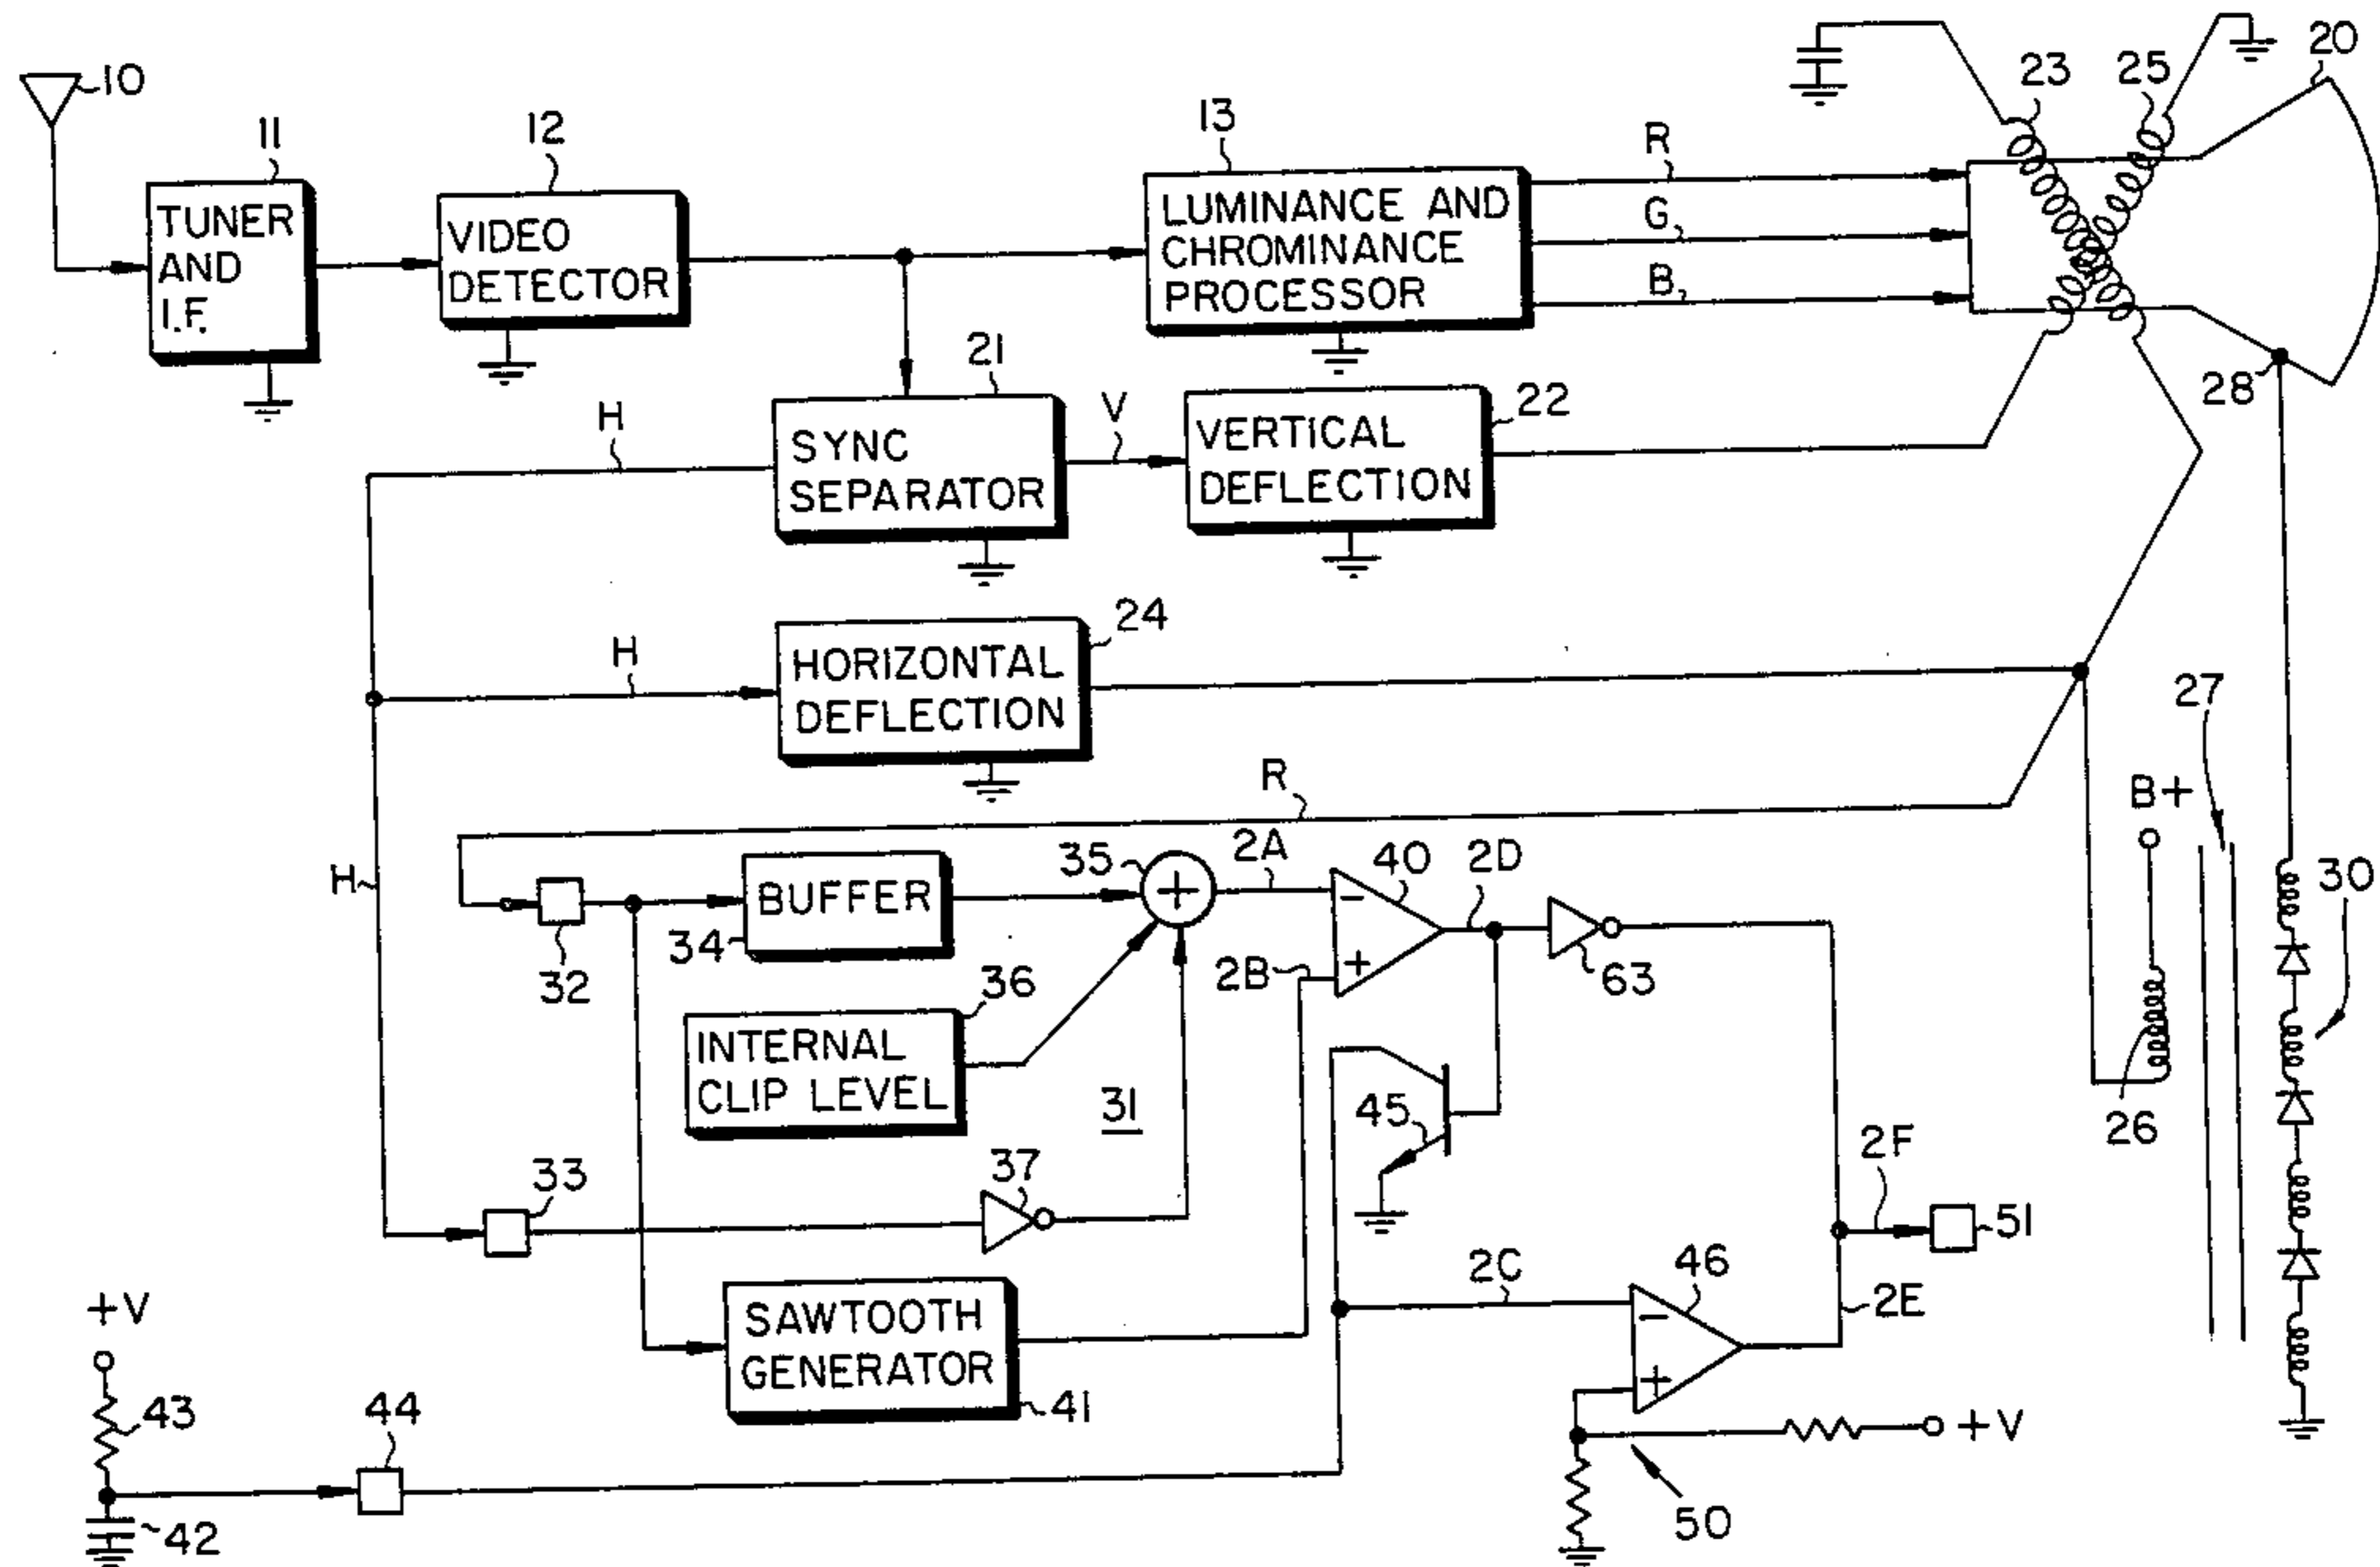 10
11
TUNER
AND
I.F.
12
VIDEO
DETECTOR
13
LUMINANCE AND
CHROMINANCE
PROCESSOR
R
G
B
23
25
20
28
H
21
SYNC
SEPARATOR
V
22
VERTICAL
DEFLECTION
H
24
HORIZONTAL
DEFLECTION
27
B+
R
H
32
BUFFER
34
35
+
2A
40
-
+
2B
2D
63
30
26
36
INTERNAL
CLIP LEVEL
31
45
33
37
2F
51
2C
46
-
+
2E
SAWTOOTH
GENERATOR
41
+V
43
44
42
+V
50